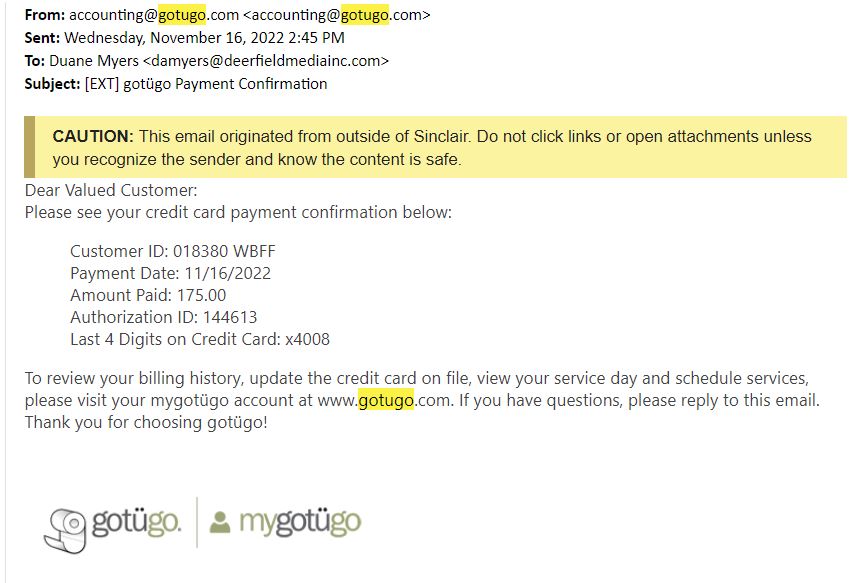 From: accounting@gotugo.com <accounting@gotugo.com>
Sent: Wednesday, November 16, 2022 2:45 PM
To: Duane Myers <damyers@deerfieldmediainc.com>
Subject: [EXT] gotügo Payment Confirmation
CAUTION: This email originated from outside of Sinclair. Do not click links or open attachments unless
you recognize the sender and know the content is safe.
Dear Valued Customer:
Please see your credit card payment confirmation below:
Customer ID: 018380 WBFF
Payment Date: 11/16/2022
Amount Paid: 175.00
Authorization ID: 144613
Last 4 Digits on Credit Card: x4008
To review your billing history, update the credit card on file, view your service day and schedule services,
please visit your mygotügo account at www.gotugo.com. If you have questions, please reply to this email.
Thank you for choosing gotügo!
gotügo. mygotügo